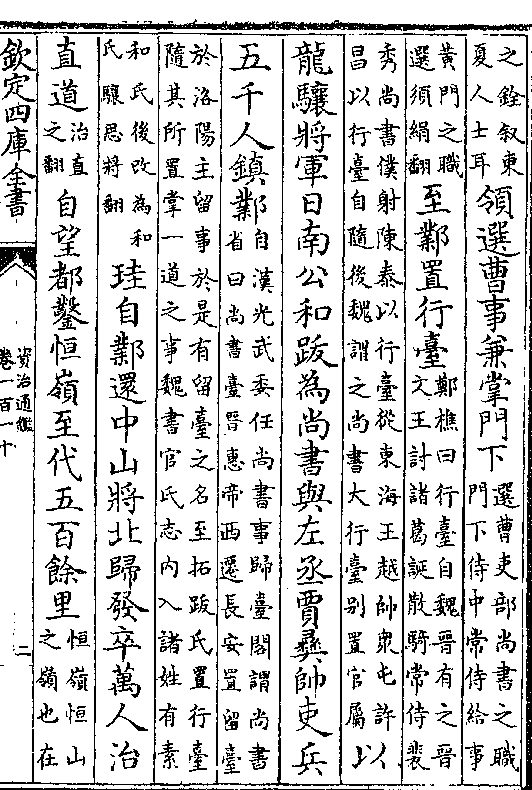 之銓叙東
夏人士耳
領選曹事兼掌門下
選曹吏部尚書之職
門下侍中常侍給事
黄門之職
選須絹翻
至鄴置行臺
鄭樵曰行臺自魏晉有之晉
文王討諸葛誕散騎常侍裴
秀尚書僕射陳泰以行臺從東海王越帥衆屯許
昌以行臺自隨後魏謂之尚書大行臺别置官屬
以
龍驤將軍日南公和跋為尚書與左丞賈彞帥吏兵
五千人鎮鄴
自漢光武委任尚書事歸臺閣謂尚書
省曰尚書臺晉惠帝西遷長安置留臺
於洛陽主留事於是有留臺之名至拓跋氏置行臺
隨其所置掌一道之事魏書官氏志内入諸姓有素
和氏後改為和
氏驤思將翻
珪自鄴還中山將北歸發卒萬人治
直道
治直
之翻
自望都鑿恒嶺至代五百餘里
恒嶺恒山
之嶺也在
欽定四庫全書
資治通鑑
卷一百一十
二